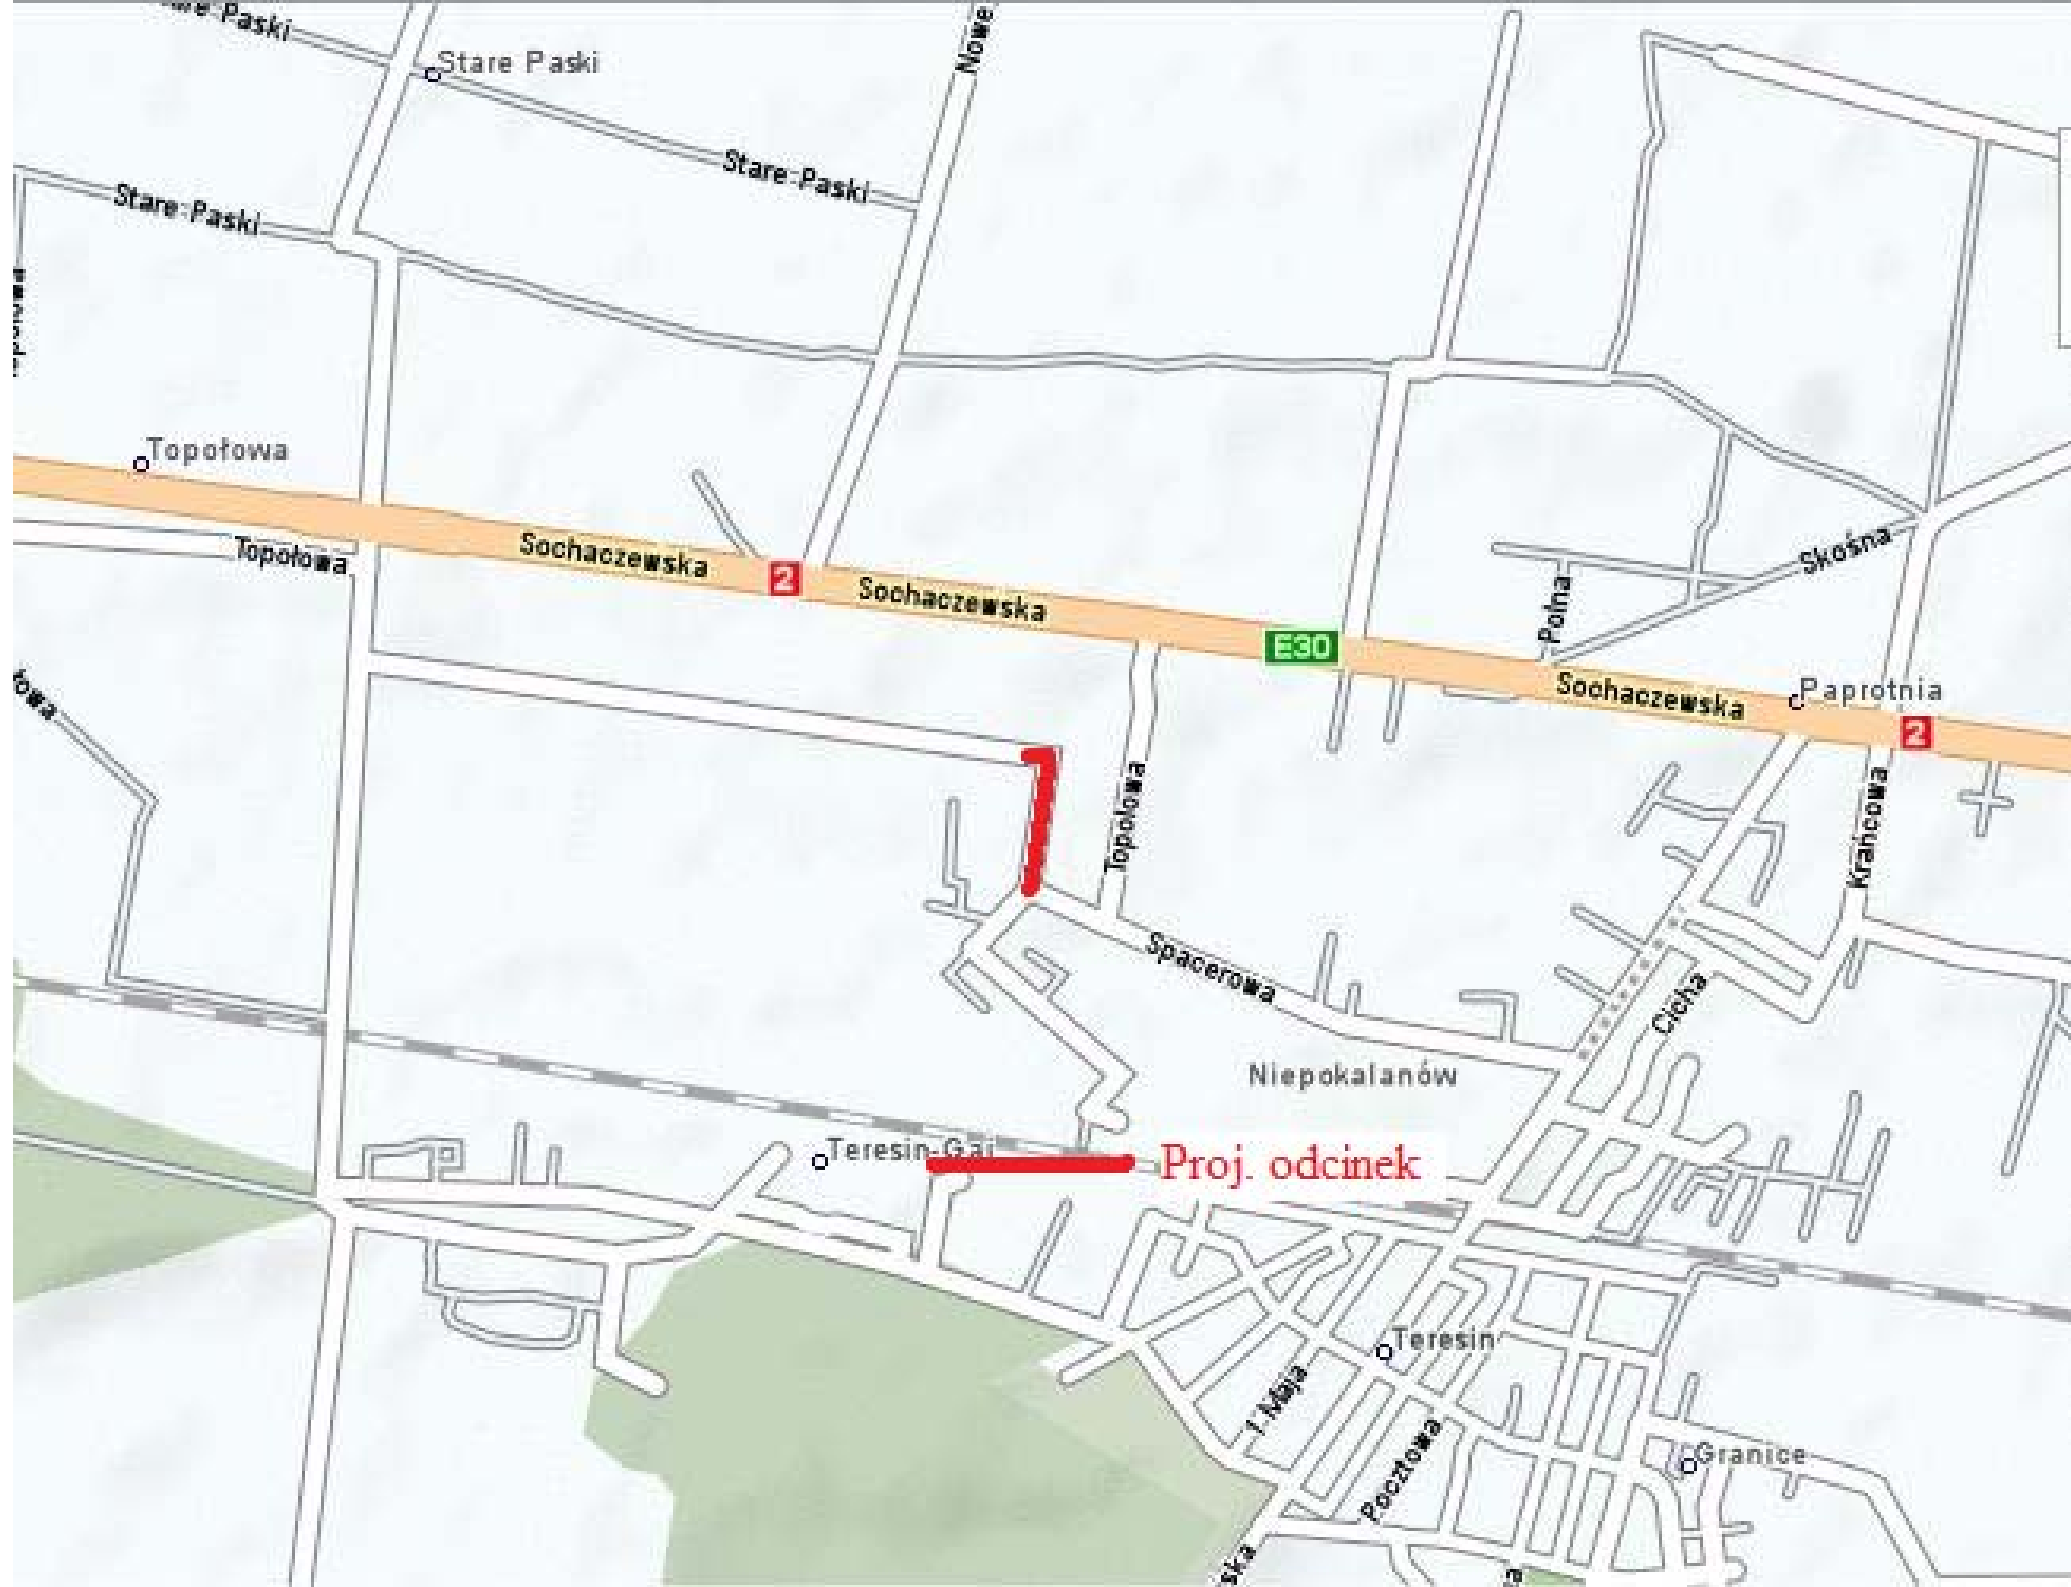 Stare Paski
Nowe
Stare Paski
Stare Paski
Topołowa
Topołowa
Sochaczewska
2
Sochaczewska
E30
Skośna
Polna
Sochaczewska
Paprotnia
2
Topolowa
Krańcowa
Spacerowa
Cicha
Niepokalanów
Teresin-Gaj
Proj. odcinek
Teresin
1 Maja
Pocztowa
Granice